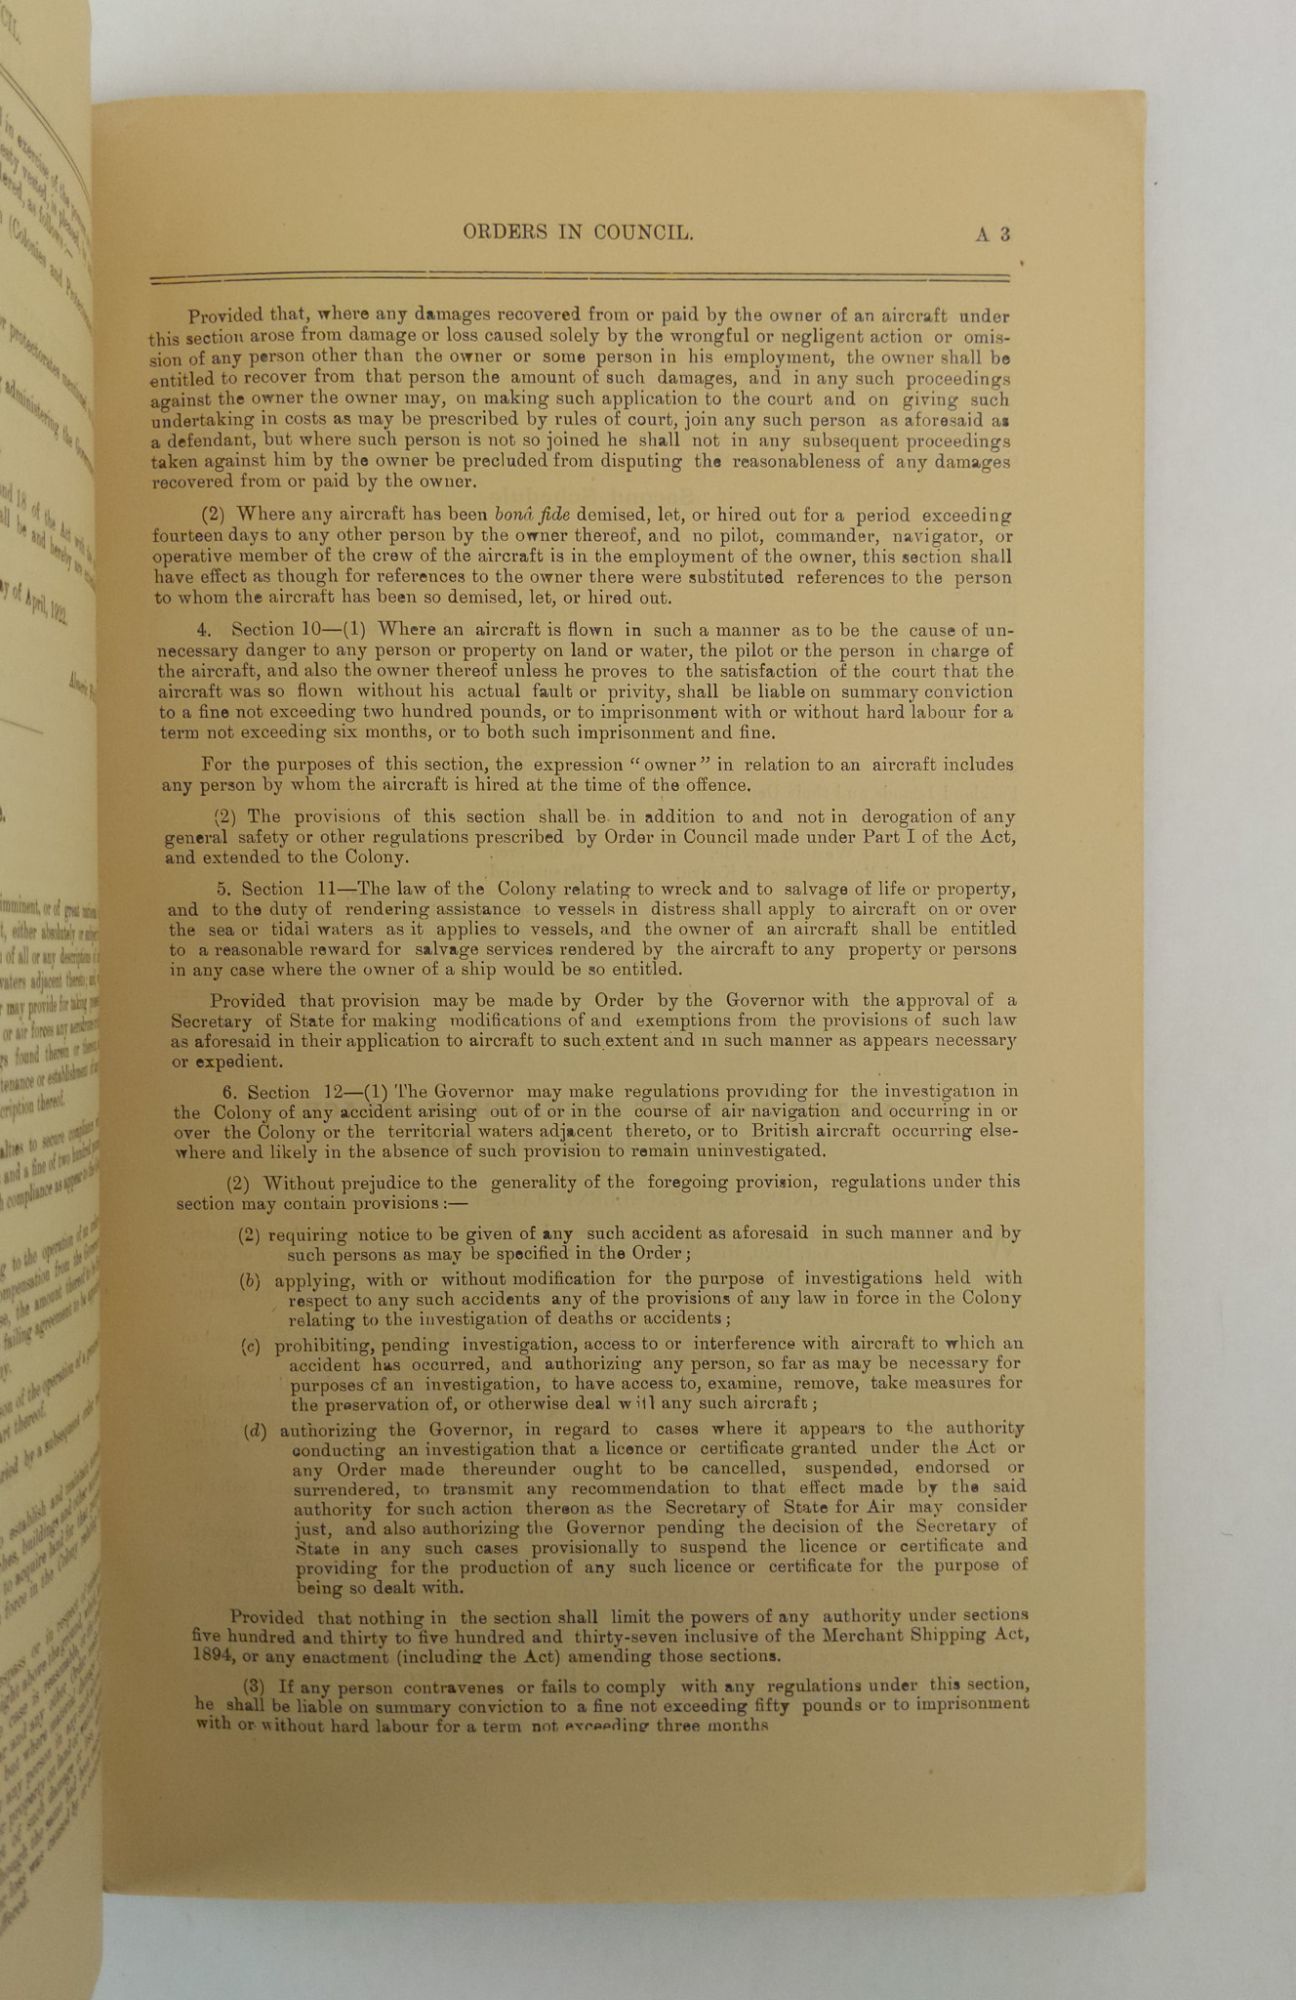 ORDERS IN COUNCIL. A 3
Provided that, where any damages recovered from or paid by the owner of an aircraft under
this section arose from damage or loss caused solely by the wrongful or negligent action or omis-
sion of any person other than the owner or some person in his employment, the owner shall be
entitled to recover from that person the amount of such damages, and in any such proceedings
against the owner the owner may, on making such application to the court and on giving such
undertaking in costs as may be prescribed by rules of court, join any such person as aforesaid as
a defendant, but where such person is not so joined he shall not in any subsequent proceedings
taken against him by the owner be precluded from disputing the reasonableness of any damages
recovered from or paid by the owner.
(2) Where any aircraft has been bonâ fide demised, let, or hired out for a period exceeding
fourteen days to any other person by the owner thereof, and no pilot, commander, navigator, or
operative member of the crew of the aircraft is in the employment of the owner, this section shall
have effect as though for references to the owner there were substituted references to the person
to whom the aircraft has been so demised, let, or hired out.
4. Section 10—(1) Where an aircraft is flown in such a manner as to be the cause of un-
necessary danger to any person or property on land or water, the pilot or the person in charge of
the aircraft, and also the owner thereof unless he proves to the satisfaction of the court that the
aircraft was so flown without his actual fault or privity, shall be liable on summary conviction
to a fine not exceeding two hundred pounds, or to imprisonment with or without hard labour for a
term not exceeding six months, or to both such imprisonment and fine.
For the purposes of this section, the expression “owner” in relation to an aircraft includes
any person by whom the aircraft is hired at the time of the offence.
(2) The provisions of this section shall be in addition to and not in derogation of any
general safety or other regulations prescribed by Order in Council made under Part I of the Act,
and extended to the Colony.
5. Section 11—The law of the Colony relating to wreck and to salvage of life or property,
and to the duty of rendering assistance to vessels in distress shall apply to aircraft on or over
the sea or tidal waters as it applies to vessels, and the owner of an aircraft shall be entitled
to a reasonable reward for salvage services rendered by the aircraft to any property or persons
in any case where the owner of a ship would be so entitled.
Provided that provision may be made by Order by the Governor with the approval of a
Secretary of State for making modifications of and exemptions from the provisions of such law
as aforesaid in their application to aircraft to such extent and in such manner as appears necessary
or expedient.
6. Section 12—(1) The Governor may make regulations providing for the investigation in
the Colony of any accident arising out of or in the course of air navigation and occurring in or
over the Colony or the territorial waters adjacent thereto, or to British aircraft occurring else-
where and likely in the absence of such provision to remain uninvestigated.
(2) Without prejudice to the generality of the foregoing provision, regulations under this
section may contain provisions :—
(2) requiring notice to be given of any such accident as aforesaid in such manner and by
such persons as may be specified in the Order ;
(b) applying, with or without modification for the purpose of investigations held with
respect to any such accidents any of the provisions of any law in force in the Colony
relating to the investigation of deaths or accidents ;
(c) prohibiting, pending investigation, access to or interference with aircraft to which an
accident has occurred, and authorizing any person, so far as may be necessary for
purposes of an investigation, to have access to, examine, remove, take measures for
the preservation of, or otherwise deal will any such aircraft ;
(d) authorizing the Governor, in regard to cases where it appears to the authority
conducting an investigation that a licence or certificate granted under the Act or
any Order made thereunder ought to be cancelled, suspended, endorsed or
surrendered, to transmit any recommendation to that effect made by the said
authority for such action thereon as the Secretary of State for Air may consider
just, and also authorizing the Governor pending the decision of the Secretary of
State in any such cases provisionally to suspend the licence or certificate and
providing for the production of any such licence or certificate for the purpose of
being so dealt with.
Provided that nothing in the section shall limit the powers of any authority under sections
five hundred and thirty to five hundred and thirty-seven inclusive of the Merchant Shipping Act,
1894, or any enactment (including the Act) amending those sections.
(3) If any person contravenes or fails to comply with any regulations under this section,
he shall be liable on summary conviction to a fine not exceeding fifty pounds or to imprisonment
with or without hard labour for a term not exceeding three months